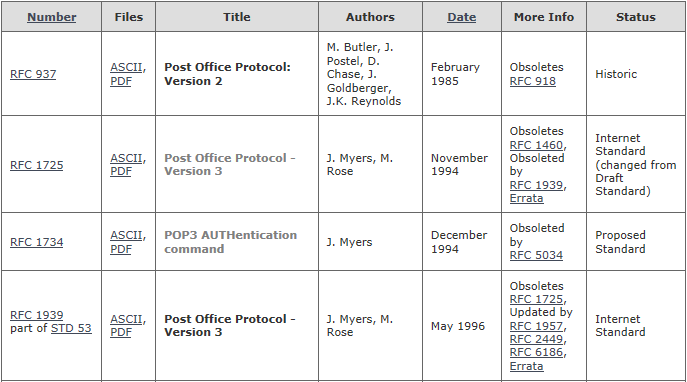 Number Files Title Authors Date More Info Status
RFC 937
ASCII,
PDF
Post Office Protocol:
Version 2
M. Butler, J.
Postel, D.
Chase, J.
Goldberger,
J.K. Reynolds
February
1985
Obsoletes
RFC 918
Historic
RFC 1725
ASCII,
PDF
Post Office Protocol -
Version 3
J. Myers, M.
Rose
November
1994
Obsoletes
RFC 1460,
Obsoleted
by
RFC 1939,
Errata
Internet
Standard
(changed from
Draft
Standard)
RFC 1734
ASCII,
PDF
POP3 AUTHentication
command
J. Myers
December
1994
Obsoleted
by
RFC 5034
Proposed
Standard
RFC 1939
part of STD 53
ASCII,
PDF
Post Office Protocol -
Version 3
J. Myers, M.
Rose
May 1996
Obsoletes
RFC 1725,
Updated by
RFC 1957,
RFC 2449,
RFC 6186,
Errata
Internet
Standard